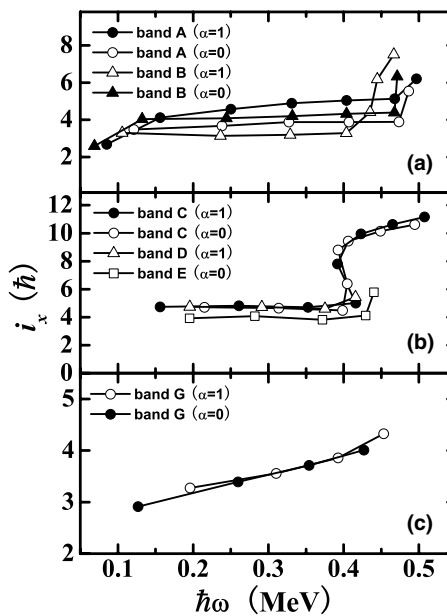 8
6
4
2
band A (α=1)
band A (α=0)
band B (α=1)
band B (α=0)
(a)
12
10
8
6
4
2
0
band C (α=1)
band C (α=0)
band D (α=1)
band E (α=0)
(b)
iₓ (ħ)
5
4
3
2
band G (α=1)
band G (α=0)
(c)
0.1 0.2 0.3 0.4 0.5
ħω (MeV)